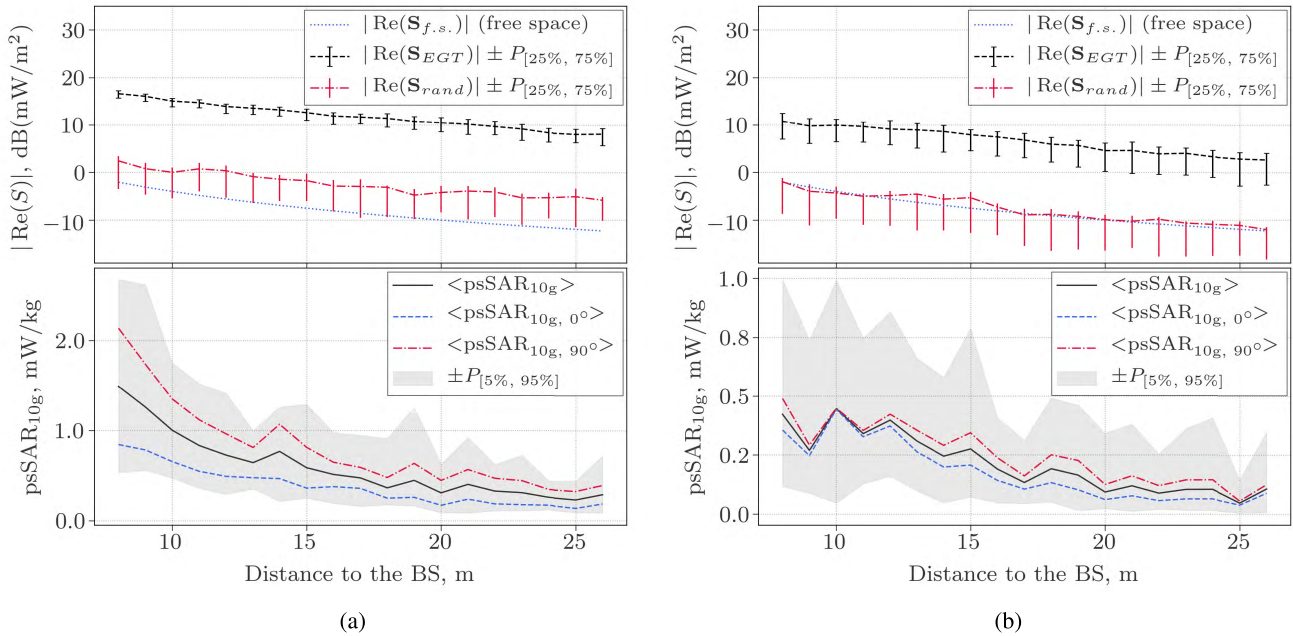 | Re(S_f.s.)| (free space)
| Re(S_EGT)| ± P_[25%, 75%]
| Re(S_rand)| ± P_[25%, 75%]
30
20
10
0
−10
| Re(S)|, dB(mW/m²)
<psSAR_10g>
<psSAR_10g, 0°>
<psSAR_10g, 90°>
±P_[5%, 95%]
2.0
1.0
0.0
psSAR_10g, mW/kg
10 15 20 25
Distance to the BS, m
(a)
| Re(S_f.s.)| (free space)
| Re(S_EGT)| ± P_[25%, 75%]
| Re(S_rand)| ± P_[25%, 75%]
30
20
10
0
−10
| Re(S)|, dB(mW/m²)
<psSAR_10g>
<psSAR_10g, 0°>
<psSAR_10g, 90°>
±P_[5%, 95%]
1.0
0.8
0.5
0.2
0.0
psSAR_10g, mW/kg
10 15 20 25
Distance to the BS, m
(b)